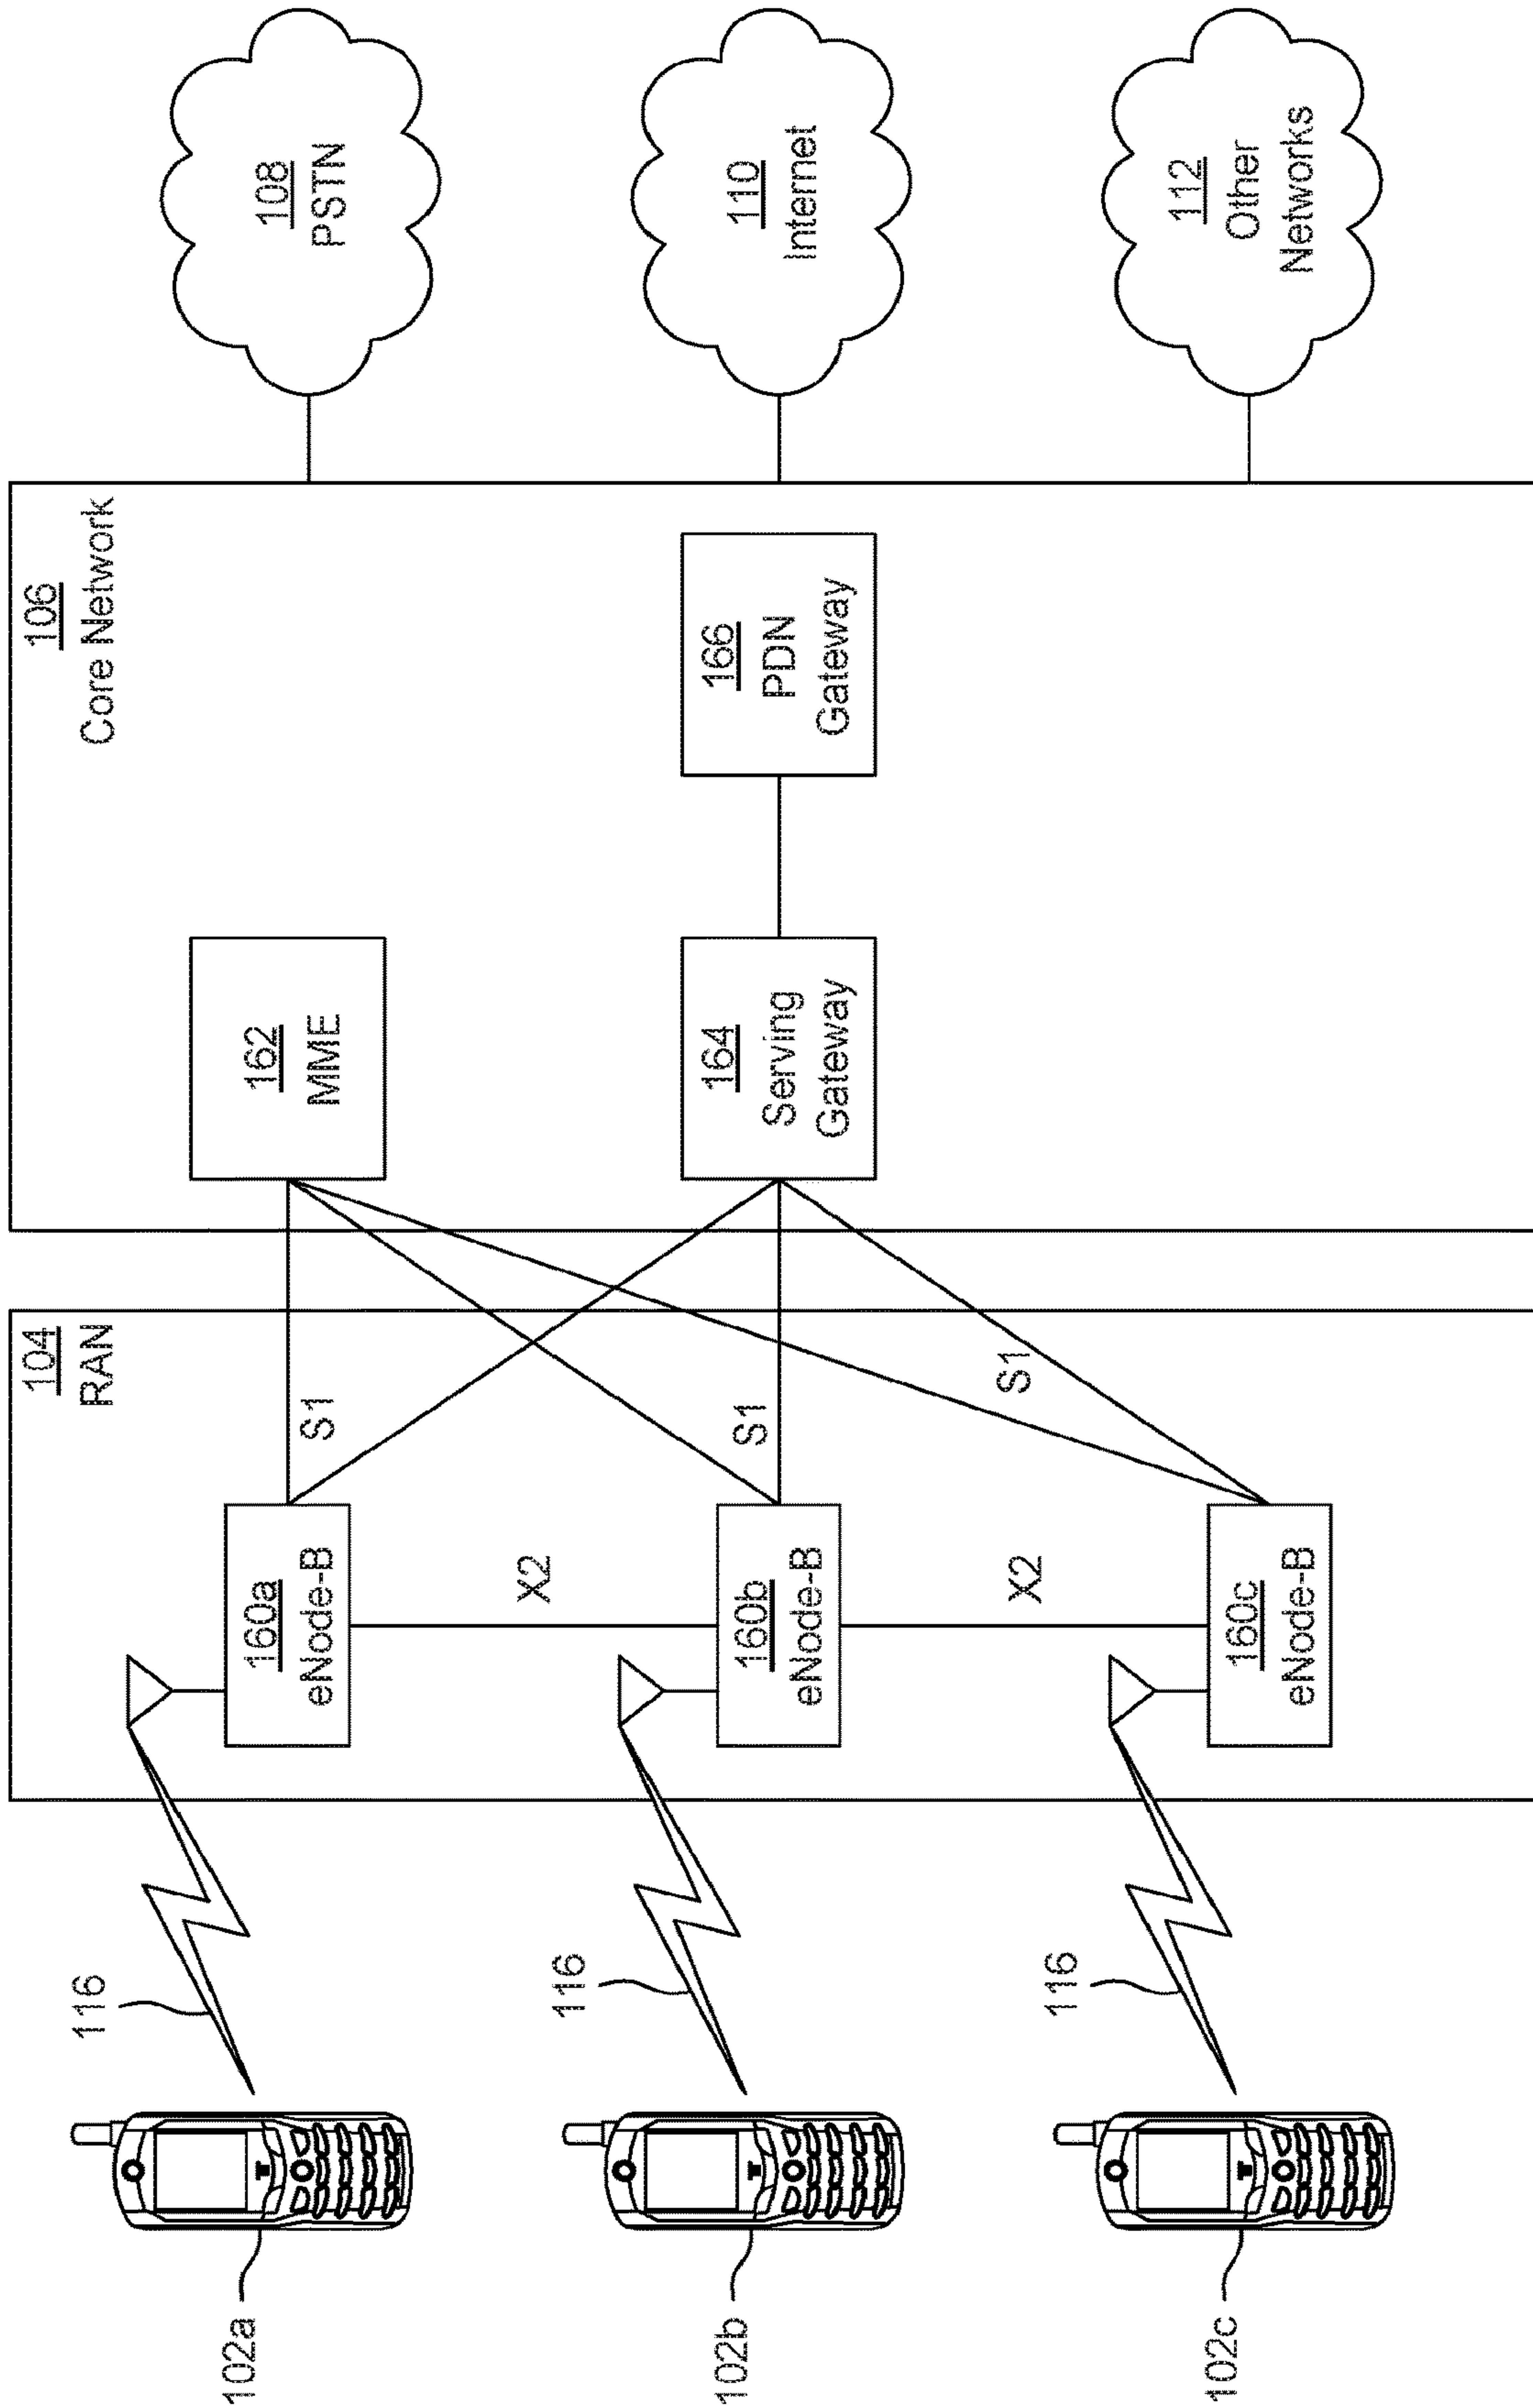 102a
102b
102c
116
116
116
104
RAN
160a
eNode-B
160b
eNode-B
160c
eNode-B
X2
X2
S1
S1
S1
106
Core Network
162
MME
164
Serving
Gateway
166
PDN
Gateway
108
PSTN
110
Internet
112
Other
Networks